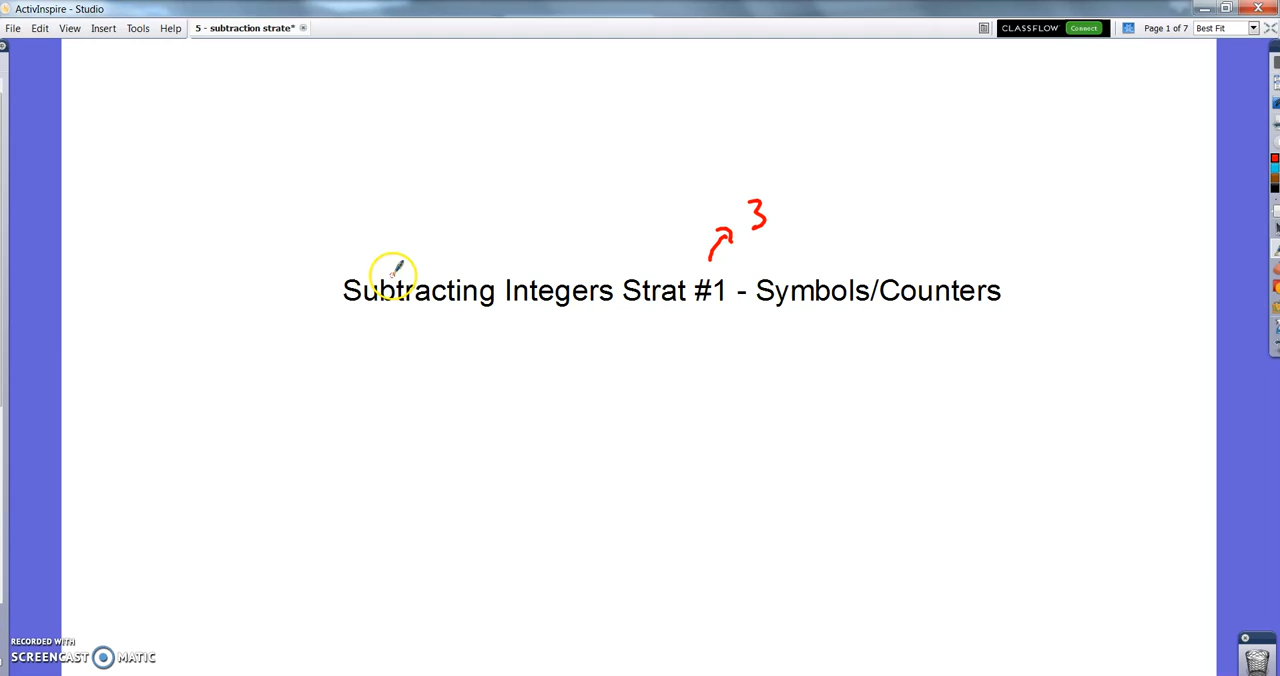 ActivInspire - Studio
File Edit View Insert Tools Help 5 - subtraction strate* CLASSFLOW Connect Page 1 of 7 Best Fit
3
Subtracting Integers Strat #1 - Symbols/Counters
RECORDED WITH
SCREENCAST MATIC